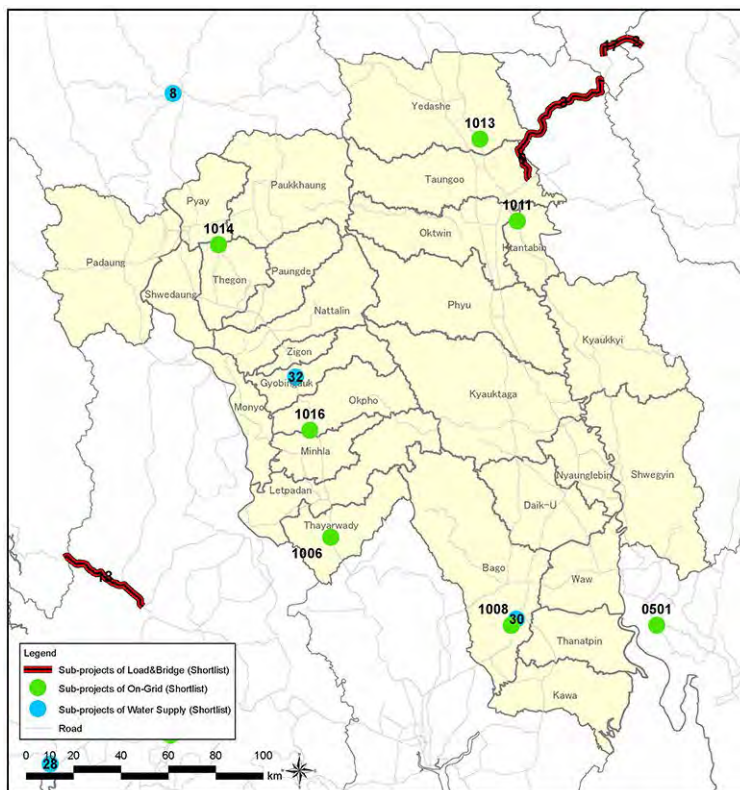 8
Yedashe
1013
Paukkhaung
Taungoo
Pyay
1014
1011
Oktwin
Htantabin
Padaung
Thegon
Paungde
Shwedaung
Nattalin
Phyu
Kyaukkyi
Zigon
32
Monyo
Okpho
Kyauktaga
1016
Minhla
Nyaunglebin
Shwegyin
Letpadan
Daik-U
Thayarwady
1006
Bago
Waw
13
1008
30
0501
Thanatpin
Kawa
Legend
Sub-projects of Load&Bridge (Shortlist)
Sub-projects of On-Grid (Shortlist)
Sub-projects of Water Supply (Shortlist)
Road
28
0 10 20 40 60 80 100
km